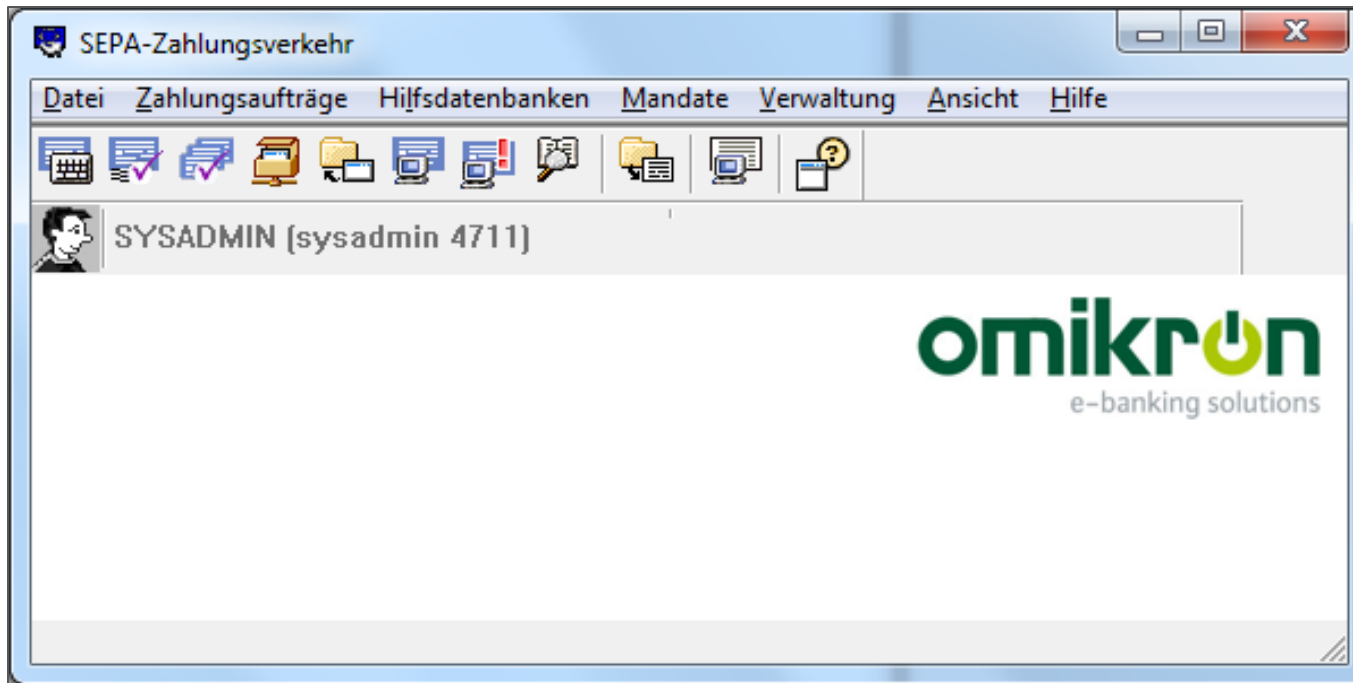 SEPA-Zahlungsverkehr
Datei Zahlungsaufträge Hilfsdatenbanken Mandate Verwaltung Ansicht Hilfe
SYSADMIN (sysadmin 4711)
omikron
e-banking solutions